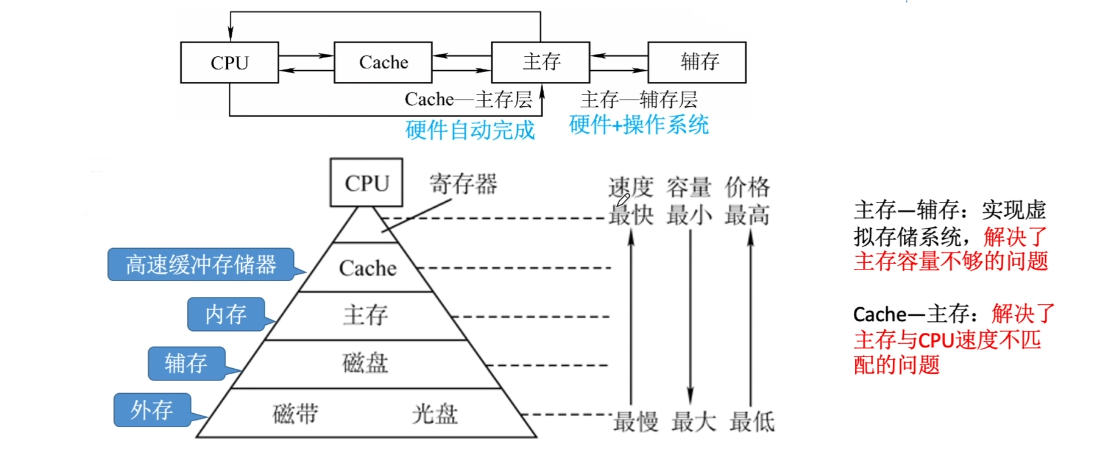 CPU
Cache
主存
辅存
Cache—主存层
主存—辅存层
硬件自动完成
硬件+操作系统
CPU
寄存器
速度 容量 价格
最快 最小 最高
高速缓冲存储器
Cache
内存
主存
辅存
磁盘
外存
磁带
光盘
最慢 最大 最低
主存—辅存：实现虚
拟存储系统，解决了
主存容量不够的问题
Cache—主存：解决了
主存与CPU速度不匹
配的问题